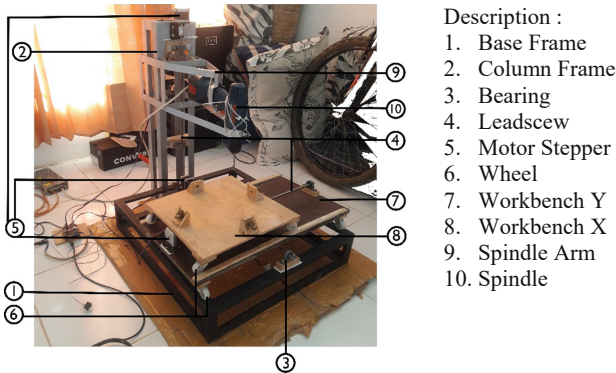 2
9
10
4
5
7
8
1
6
3
CONV
Description :
1. Base Frame
2. Column Frame
3. Bearing
4. Leadscew
5. Motor Stepper
6. Wheel
7. Workbench Y
8. Workbench X
9. Spindle Arm
10. Spindle